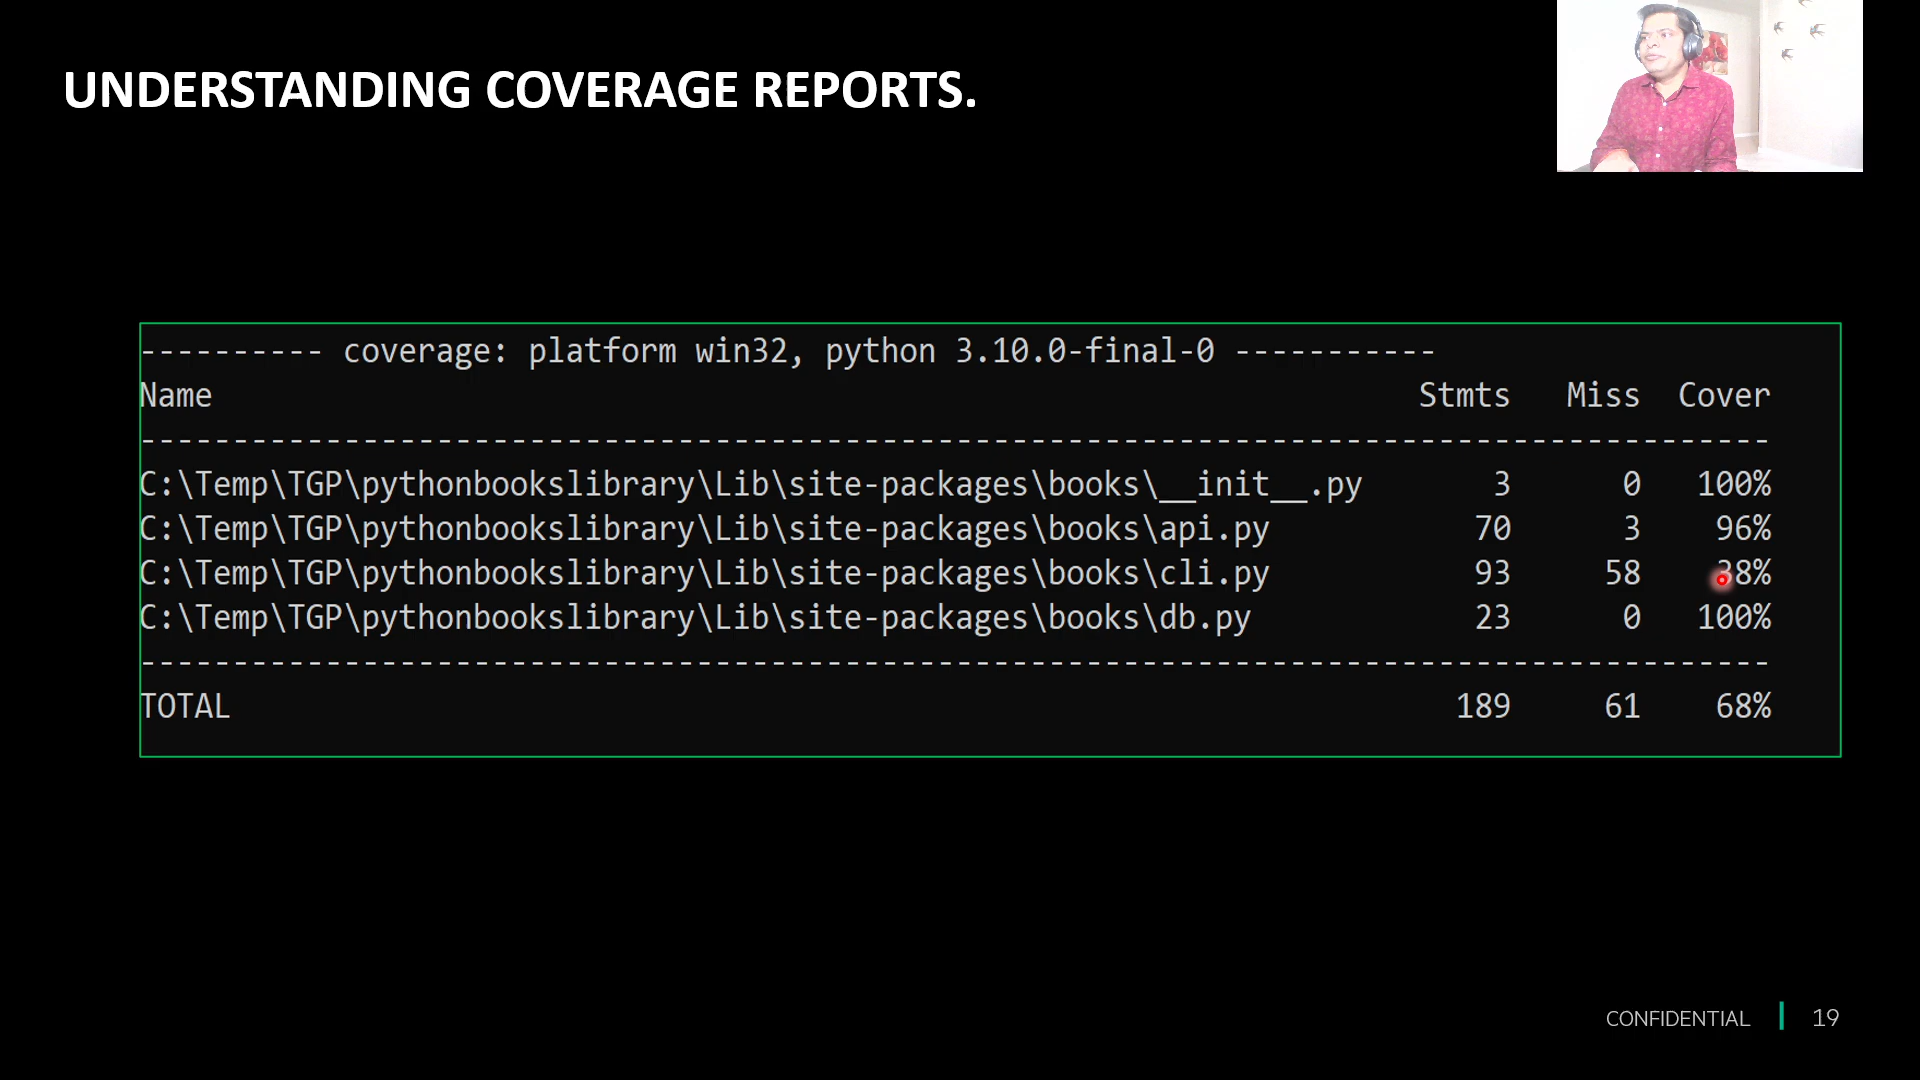 UNDERSTANDING COVERAGE REPORTS.
---------- coverage: platform win32, python 3.10.0-final-0 -----------
Name Stmts Miss Cover
----------------------------------------------------------------------------------------
C:\Temp\TGP\pythonbookslibrary\Lib\site-packages\books\__init__.py 3 0 100%
C:\Temp\TGP\pythonbookslibrary\Lib\site-packages\books\api.py 70 3 96%
C:\Temp\TGP\pythonbookslibrary\Lib\site-packages\books\cli.py 93 58 38%
C:\Temp\TGP\pythonbookslibrary\Lib\site-packages\books\db.py 23 0 100%
----------------------------------------------------------------------------------------
TOTAL 189 61 68%
CONFIDENTIAL 19